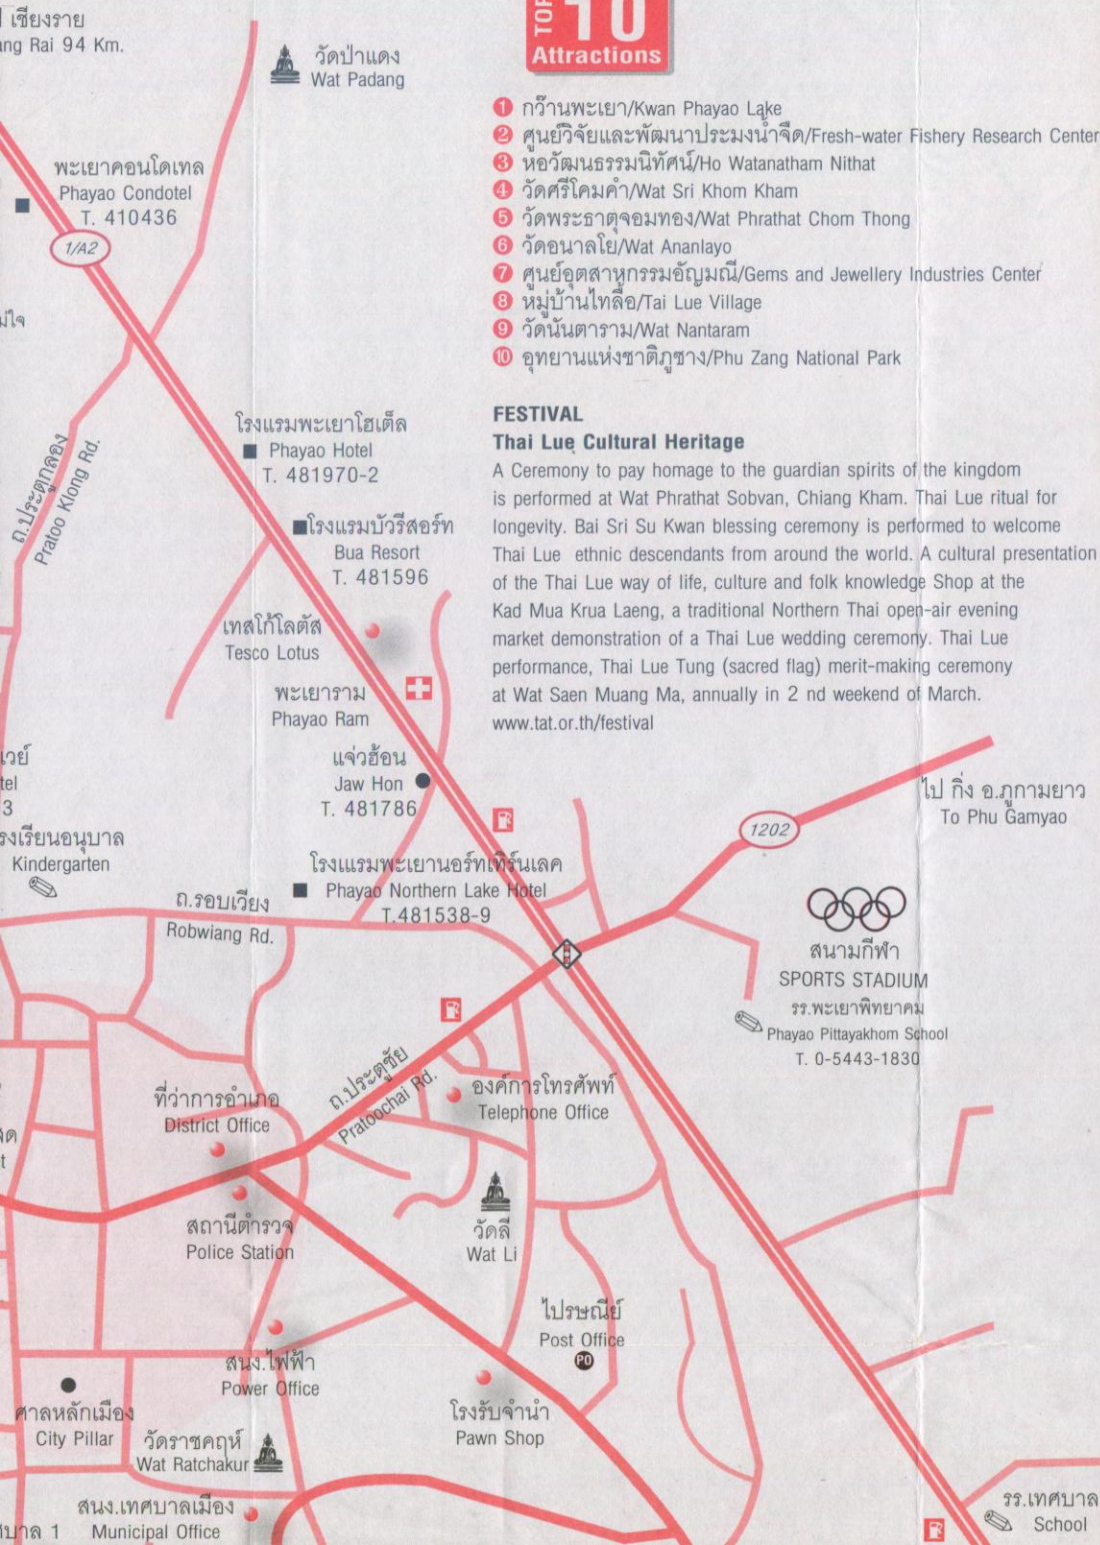 เชียงราย
ang Rai 94 Km.
วัดป่าแดง
Wat Padang
TOP 10
Attractions
1 กว๊านพะเยา/Kwan Phayao Lake
2 ศูนย์วิจัยและพัฒนาประมงน้ำจืด/Fresh-water Fishery Research Center
3 หอวัฒนธรรมนิทัศน์/Ho Watanatham Nithat
4 วัดศรีโคมคำ/Wat Sri Khom Kham
5 วัดพระธาตุจอมทอง/Wat Phrathat Chom Thong
6 วัดอนาลโย/Wat Ananlayo
7 ศูนย์อุตสาหกรรมอัญมณี/Gems and Jewellery Industries Center
8 หมู่บ้านไทลื้อ/Tai Lue Village
9 วัดนันตาราม/Wat Nantaram
10 อุทยานแห่งชาติภูซาง/Phu Zang National Park
พะเยาคอนโดเทล
Phayao Condotel
T. 410436
1/A2
FESTIVAL
Thai Lue Cultural Heritage
A Ceremony to pay homage to the guardian spirits of the kingdom
is performed at Wat Phrathat Sobvan, Chiang Kham. Thai Lue ritual for
longevity. Bai Sri Su Kwan blessing ceremony is performed to welcome
Thai Lue ethnic descendants from around the world. A cultural presentation
of the Thai Lue way of life, culture and folk knowledge Shop at the
Kad Mua Krua Laeng, a traditional Northern Thai open-air evening
market demonstration of a Thai Lue wedding ceremony. Thai Lue
performance, Thai Lue Tung (sacred flag) merit-making ceremony
at Wat Saen Muang Ma, annually in 2 nd weekend of March.
www.tat.or.th/festival
ถ.ประตูกลอง
Pratoo Klong Rd.
โรงแรมพะเยาโฮเต็ล
Phayao Hotel
T. 481970-2
โรงแรมบัวรีสอร์ท
Bua Resort
T. 481596
เทสโก้โลตัส
Tesco Lotus
พะเยาราม
Phayao Ram
แจ่วฮ้อน
Jaw Hon
T. 481786
เวย์
tel
3
รงเรียนอนุบาล
Kindergarten
โรงแรมพะเยานอร์ทเทิร์นเลค
Phayao Northern Lake Hotel
T.481538-9
ถ.รอบเวียง
Robwiang Rd.
ไป กิ่ง อ.ภูกามยาว
To Phu Gamyao
1202
สนามกีฬา
SPORTS STADIUM
รร.พะเยาพิทยาคม
Phayao Pittayakhom School
T. 0-5443-1830
ถ.ประตูชัย
Pratoochai Rd.
องค์การโทรศัพท์
Telephone Office
ที่ว่าการอำเภอ
District Office
สถานีตำรวจ
Police Station
วัดลี
Wat Li
ไปรษณีย์
Post Office
PO
สนง.ไฟฟ้า
Power Office
โรงรับจำนำ
Pawn Shop
ศาลหลักเมือง
City Pillar
วัดราชคฤห์
Wat Ratchakur
สนง.เทศบาลเมือง
Municipal Office
บาล 1
รร.เทศบาล
School